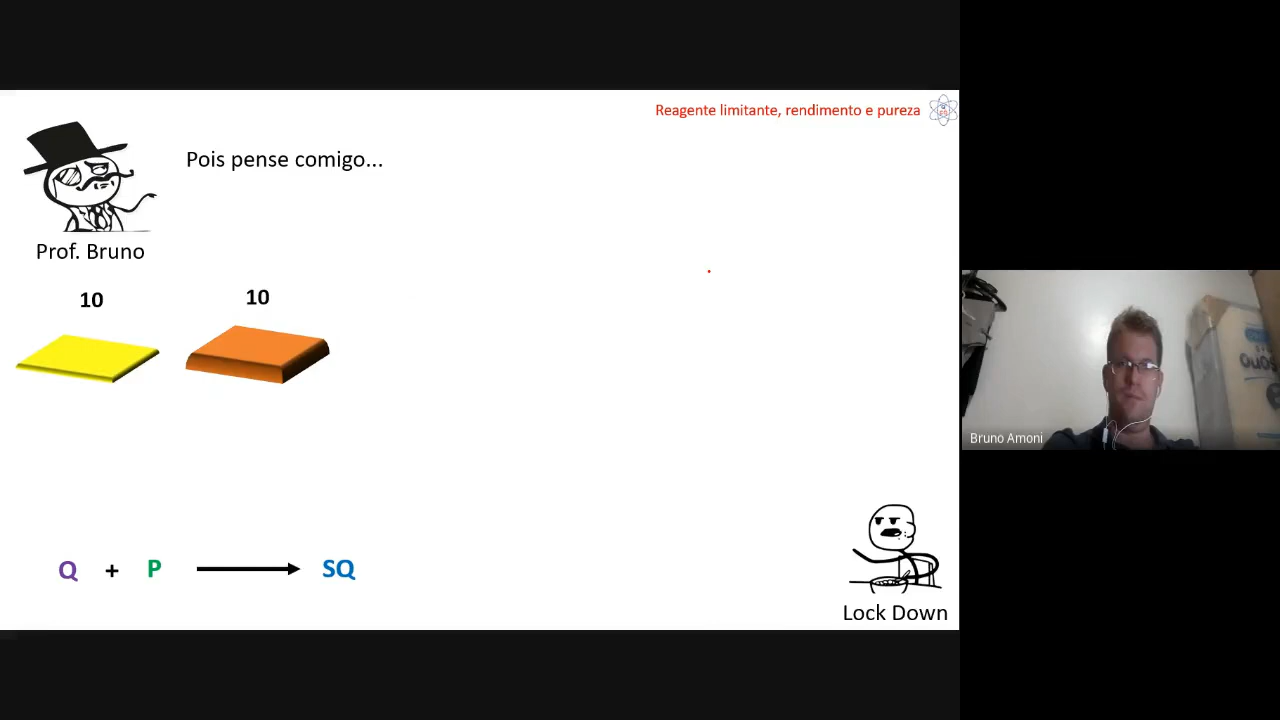 Reagente limitante, rendimento e pureza
Pois pense comigo...
Prof. Bruno
10
10
Q + P SQ
Lock Down
Bruno Amoni